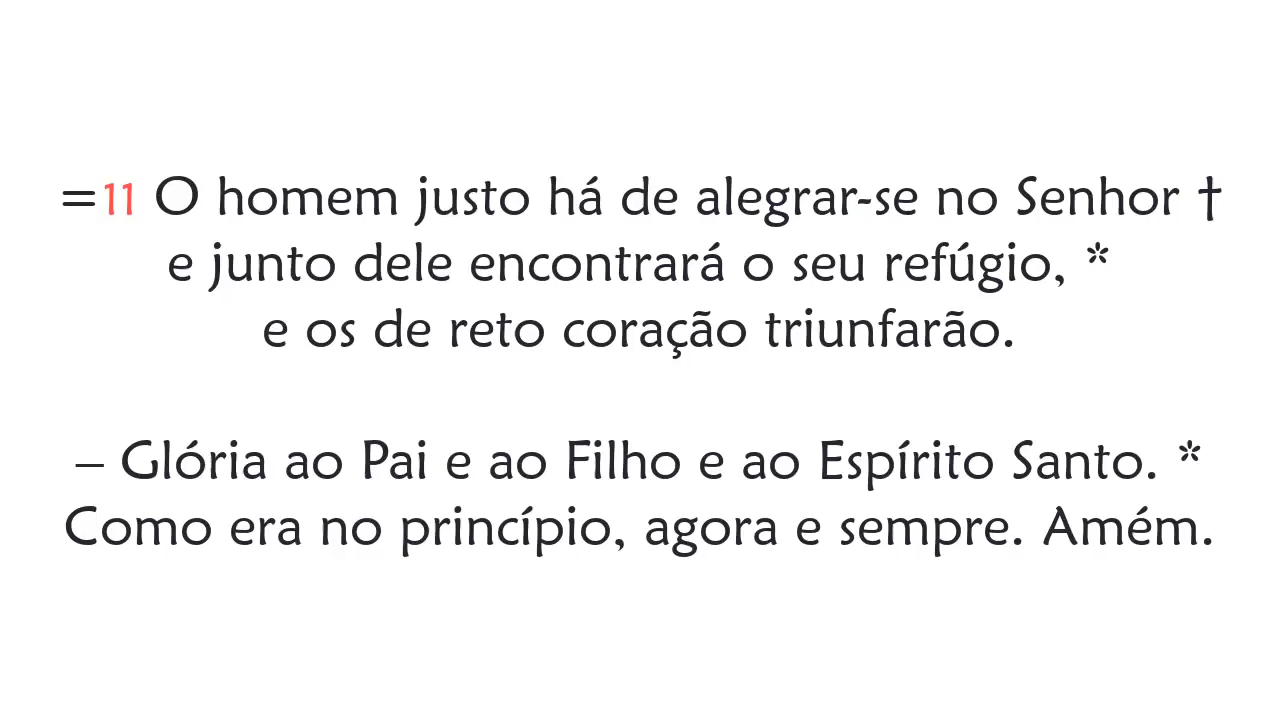 =11 O homem justo há de alegrar-se no Senhor †
e junto dele encontrará o seu refúgio, *
e os de reto coração triunfarão.
– Glória ao Pai e ao Filho e ao Espírito Santo. *
Como era no princípio, agora e sempre. Amém.